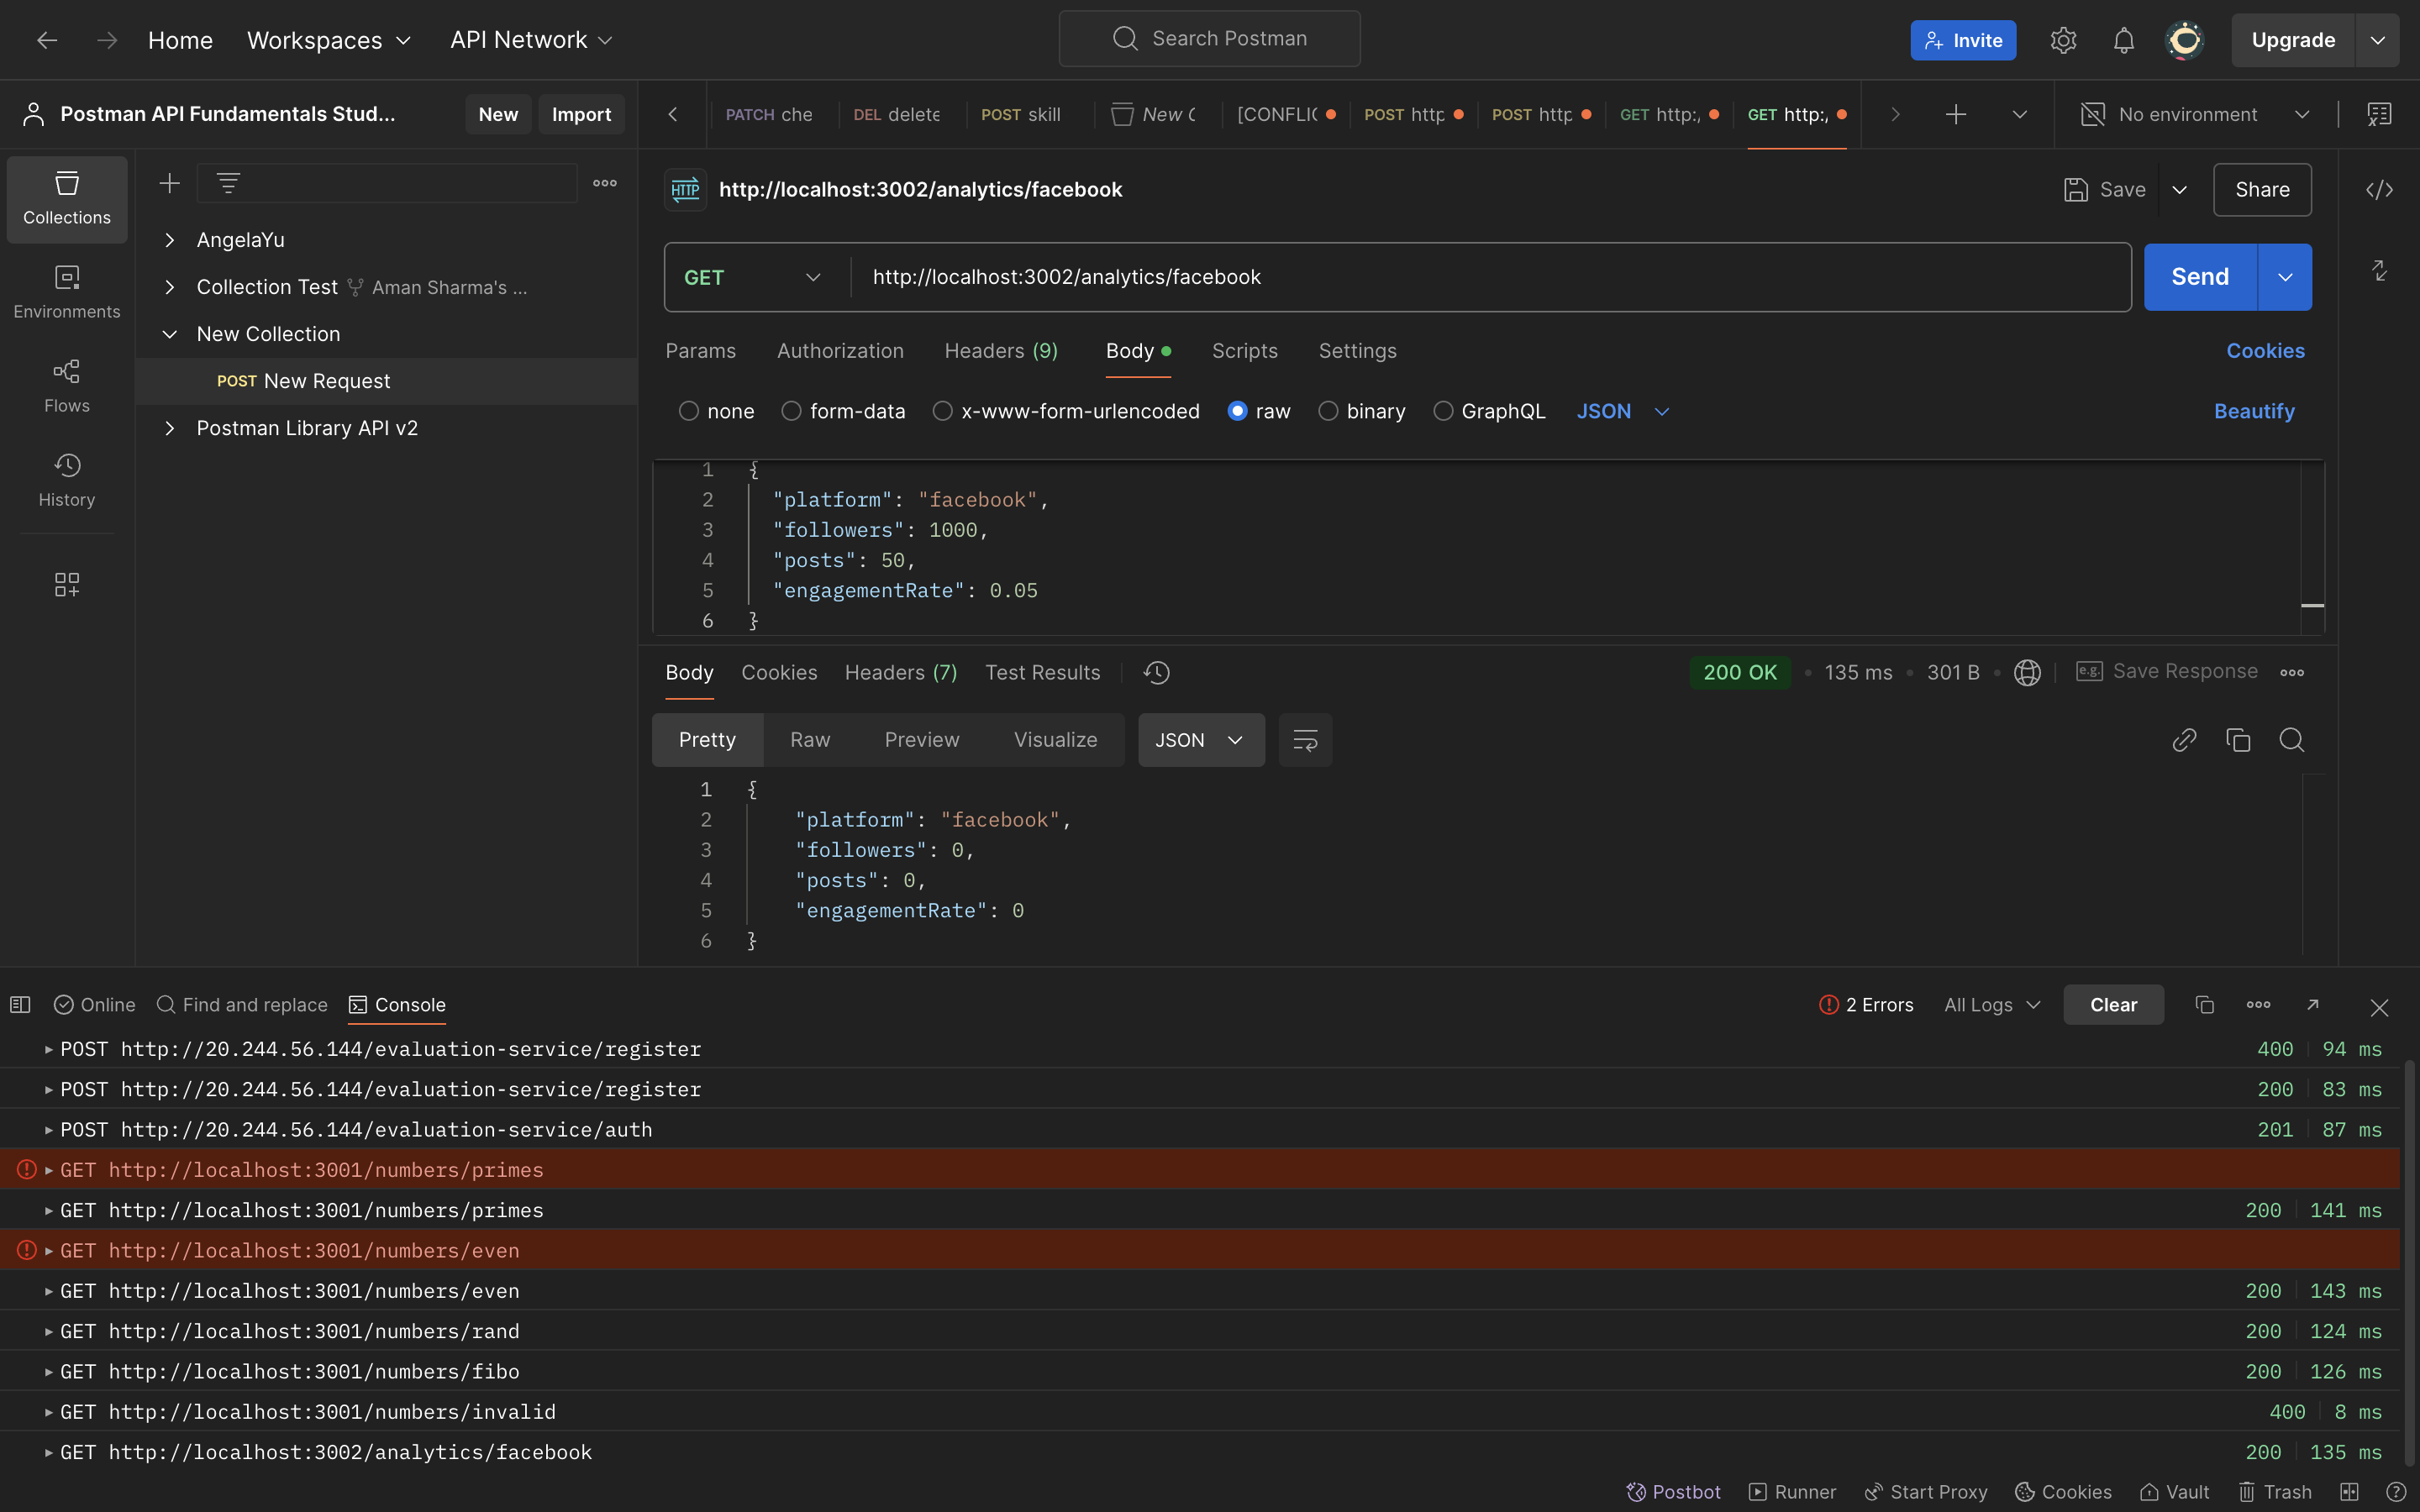 Home Workspaces API Network Search Postman Invite Upgrade
Postman API Fundamentals Stud... New Import
PATCH che DEL delete POST skill New C [CONFLIC POST http POST http GET http:, GET http:, No environment
Collections
Environments
Flows
History
AngelaYu
Collection Test Aman Sharma's ...
New Collection
POST New Request
Postman Library API v2
HTTP http://localhost:3002/analytics/facebook Save Share
GET http://localhost:3002/analytics/facebook Send
Params Authorization Headers (9) Body Scripts Settings Cookies
none form-data x-www-form-urlencoded raw binary GraphQL JSON Beautify
1 {
2 "platform": "facebook",
3 "followers": 1000,
4 "posts": 50,
5 "engagementRate": 0.05
6 }
Body Cookies Headers (7) Test Results 200 OK • 135 ms • 301 B • e.g. Save Response
Pretty Raw Preview Visualize JSON
1 {
2 "platform": "facebook",
3 "followers": 0,
4 "posts": 0,
5 "engagementRate": 0
6 }
Online Find and replace Console 2 Errors All Logs Clear
POST http://20.244.56.144/evaluation-service/register 400 94 ms
POST http://20.244.56.144/evaluation-service/register 200 83 ms
POST http://20.244.56.144/evaluation-service/auth 201 87 ms
GET http://localhost:3001/numbers/primes
GET http://localhost:3001/numbers/primes 200 141 ms
GET http://localhost:3001/numbers/even
GET http://localhost:3001/numbers/even 200 143 ms
GET http://localhost:3001/numbers/rand 200 124 ms
GET http://localhost:3001/numbers/fibo 200 126 ms
GET http://localhost:3001/numbers/invalid 400 8 ms
GET http://localhost:3002/analytics/facebook 200 135 ms
Postbot Runner Start Proxy Cookies Vault Trash